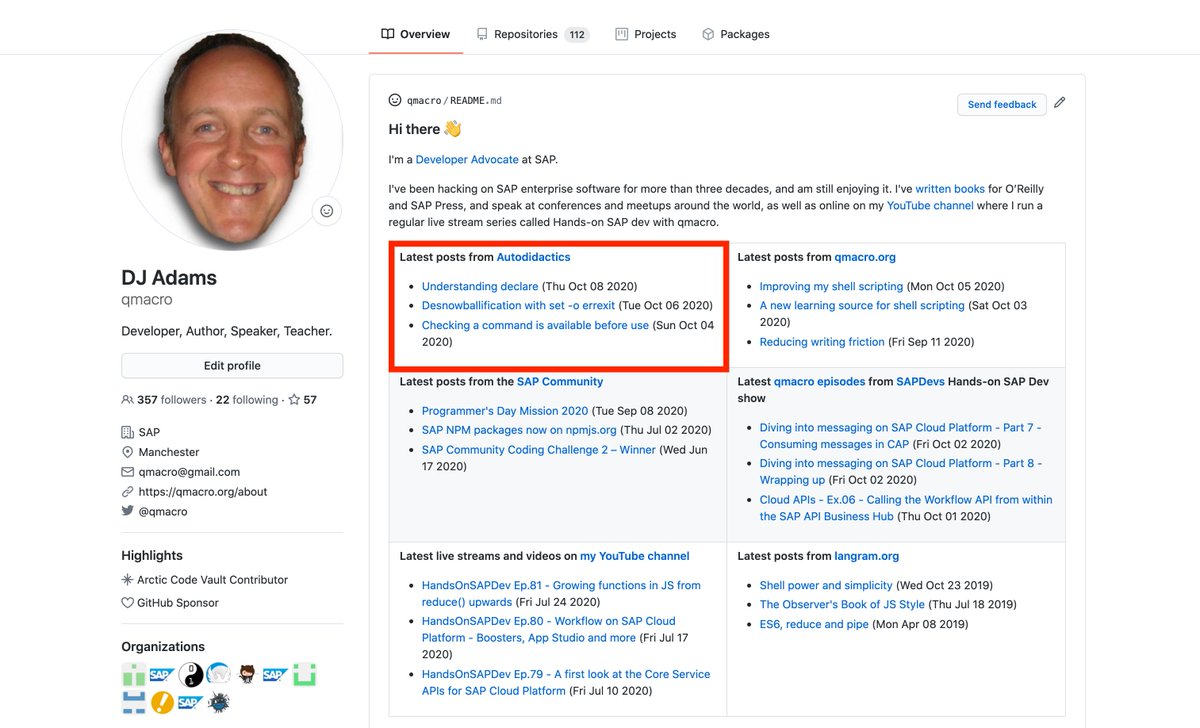 Overview
Repositories 112
Projects
Packages
qmacro/README.md
Send feedback
Hi there 👋
I'm a Developer Advocate at SAP.
I've been hacking on SAP enterprise software for more than three decades, and am still enjoying it. I've written books for O’Reilly
and SAP Press, and speak at conferences and meetups around the world, as well as online on my YouTube channel where I run a
regular live stream series called Hands-on SAP dev with qmacro.
Latest posts from Autodidactics
• Understanding declare (Thu Oct 08 2020)
• Desnowballification with set -o errexit (Tue Oct 06 2020)
• Checking a command is available before use (Sun Oct 04
2020)
Latest posts from qmacro.org
• Improving my shell scripting (Mon Oct 05 2020)
• A new learning source for shell scripting (Sat Oct 03
2020)
• Reducing writing friction (Fri Sep 11 2020)
Latest posts from the SAP Community
• Programmer's Day Mission 2020 (Tue Sep 08 2020)
• SAP NPM packages now on npmjs.org (Thu Jul 02 2020)
• SAP Community Coding Challenge 2 – Winner (Wed Jun
17 2020)
Latest qmacro episodes from SAPDevs Hands-on SAP Dev
show
• Diving into messaging on SAP Cloud Platform - Part 7 -
Consuming messages in CAP (Fri Oct 02 2020)
• Diving into messaging on SAP Cloud Platform - Part 8 -
Wrapping up (Fri Oct 02 2020)
• Cloud APIs - Ex.06 - Calling the Workflow API from within
the SAP API Business Hub (Thu Oct 01 2020)
Latest live streams and videos on my YouTube channel
• HandsOnSAPDev Ep.81 - Growing functions in JS from
reduce() upwards (Fri Jul 24 2020)
• HandsOnSAPDev Ep.80 - Workflow on SAP Cloud
Platform - Boosters, App Studio and more (Fri Jul 17
2020)
• HandsOnSAPDev Ep.79 - A first look at the Core Service
APIs for SAP Cloud Platform (Fri Jul 10 2020)
Latest posts from langram.org
• Shell power and simplicity (Wed Oct 23 2019)
• The Observer's Book of JS Style (Thu Jul 18 2019)
• ES6, reduce and pipe (Mon Apr 08 2019)
DJ Adams
qmacro
Developer, Author, Speaker, Teacher.
Edit profile
357 followers · 22 following · 57
SAP
Manchester
qmacro@gmail.com
https://qmacro.org/about
@qmacro
Highlights
Arctic Code Vault Contributor
GitHub Sponsor
Organizations
SAP
SAP
SAP